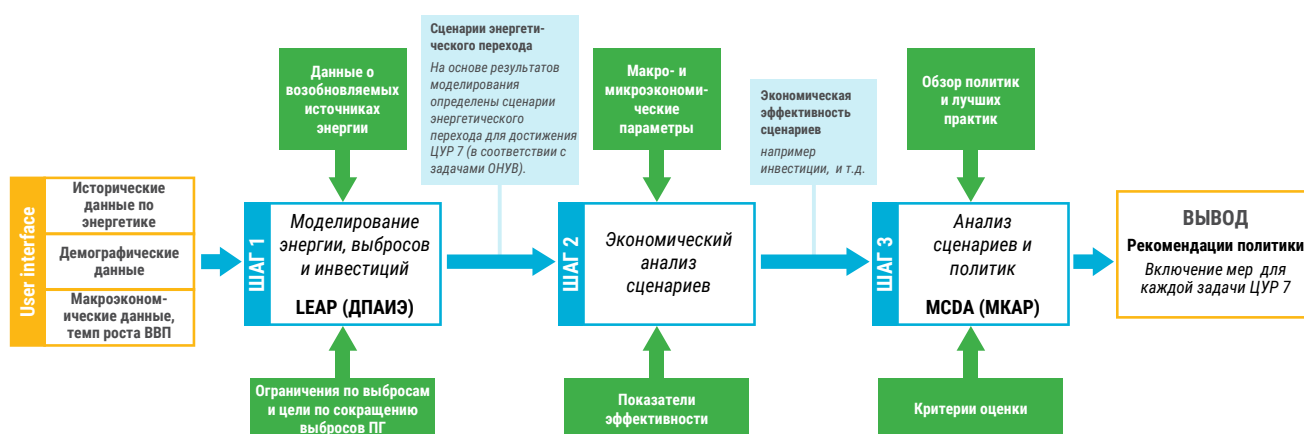 User interface
Исторические
данные по
энергетике
Демографические
данные
Макроэконом-
ические данные,
темп роста ВВП
Данные о
возобновляемых
источниках
энергии
ШАГ 1
Моделирование
энергии, выбросов
и инвестиций
LEAP (ДПАИЭ)
Ограничения по выбросам
и цели по сокращению
выбросов ПГ
Сценарии энергети-
ческого перехода
На основе результатов
моделирования
определены сценарии
энергетического
перехода для достижения
ЦУР 7 (в соответствии с
задачами ОНУВ).
Макро- и
микроэкономи-
ческие
параметры
ШАГ 2
Экономический
анализ
сценариев
Показатели
эффективности
Экономическая
эффективность
сценариев
например
инвестиции, и т.д.
Обзор политик
и лучших
практик
ШАГ 3
Анализ
сценариев и
политик
MCDA (МКАР)
Критерии оценки
ВЫВОД
Рекомендации политики
Включение мер для
каждой задачи ЦУР 7